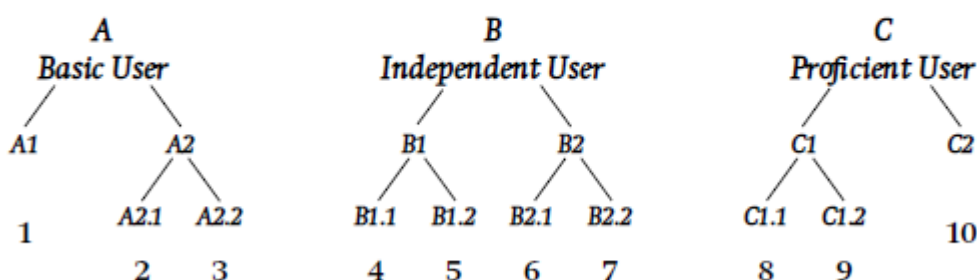 A B C
Basic User Independent User Proficient User
A1 A2 B1 B2 C1 C2
A2.1 A2.2 B1.1 B1.2 B2.1 B2.2 C1.1 C1.2
1 10
2 3 4 5 6 7 8 9